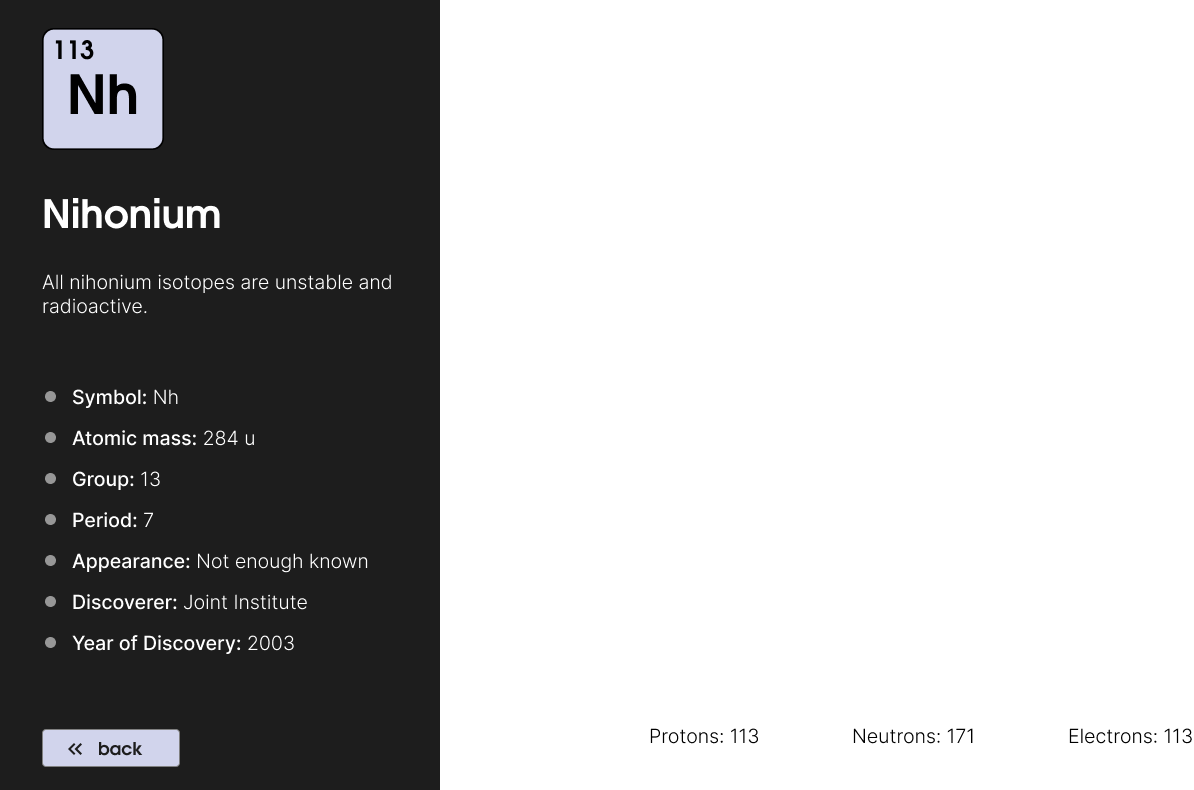 113
Nh
Nihonium
All nihonium isotopes are unstable and
radioactive.
Symbol: Nh
Atomic mass: 284 u
Group: 13
Period: 7
Appearance: Not enough known
Discoverer: Joint Institute
Year of Discovery: 2003
back
Protons: 113
Neutrons: 171
Electrons: 113